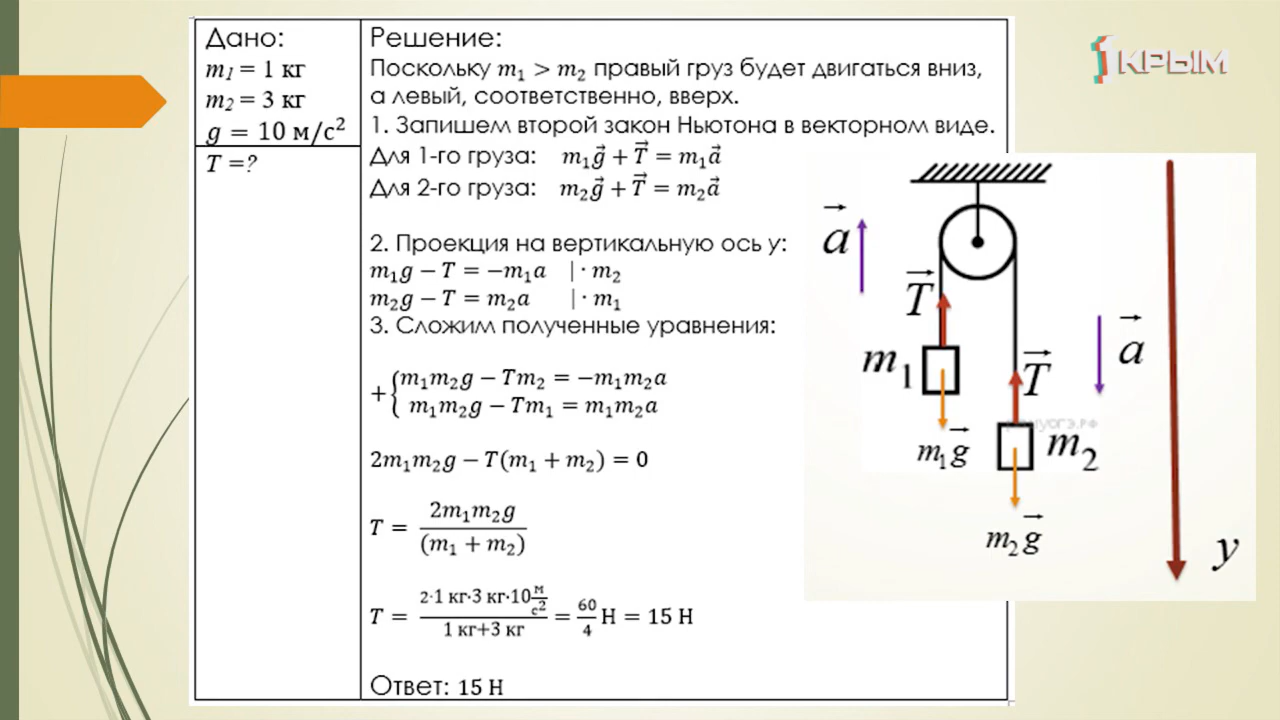 Дано:
m₁ = 1 кг
m₂ = 3 кг
g = 10 м/с²
T =?
Решение:
Поскольку m₁ > m₂ правый груз будет двигаться вниз,
а левый, соответственно, вверх.
1. Запишем второй закон Ньютона в векторном виде.
Для 1-го груза: m₁g⃗ + T⃗ = m₁a⃗
Для 2-го груза: m₂g⃗ + T⃗ = m₂a⃗
2. Проекция на вертикальную ось y:
m₁g − T = −m₁a | · m₂
m₂g − T = m₂a | · m₁
3. Сложим полученные уравнения:
+{m₁m₂g − Tm₂ = −m₁m₂a
m₁m₂g − Tm₁ = m₁m₂a
2m₁m₂g − T(m₁ + m₂) = 0
T = 2m₁m₂g / (m₁ + m₂)
T = 2·1 кг·3 кг·10 м/с² / 1 кг+3 кг = 60/4 Н = 15 Н
Ответ: 15 Н
1 КРЫМ
a⃗
T⃗
m₁
m₁g⃗
a⃗
T⃗
m₂
m₂g⃗
y